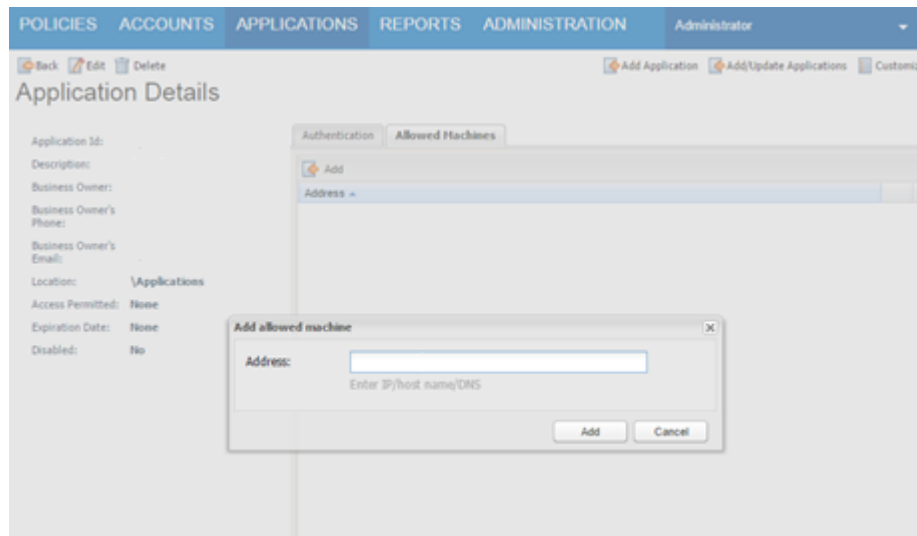 POLICIES ACCOUNTS APPLICATIONS REPORTS ADMINISTRATION Administrator
Back Edit Delete Add Application Add/Update Applications Customiz
Application Details
Authentication Allowed Machines
Application Id:
Description:
Add
Business Owner:
Address
Business Owner's
Phone:
Business Owner's
Email:
Location: \Applications
Access Permitted: None
Expiration Date: None
Disabled: No
Add allowed machine
Address:
Enter IP/host name/DNS
Add Cancel